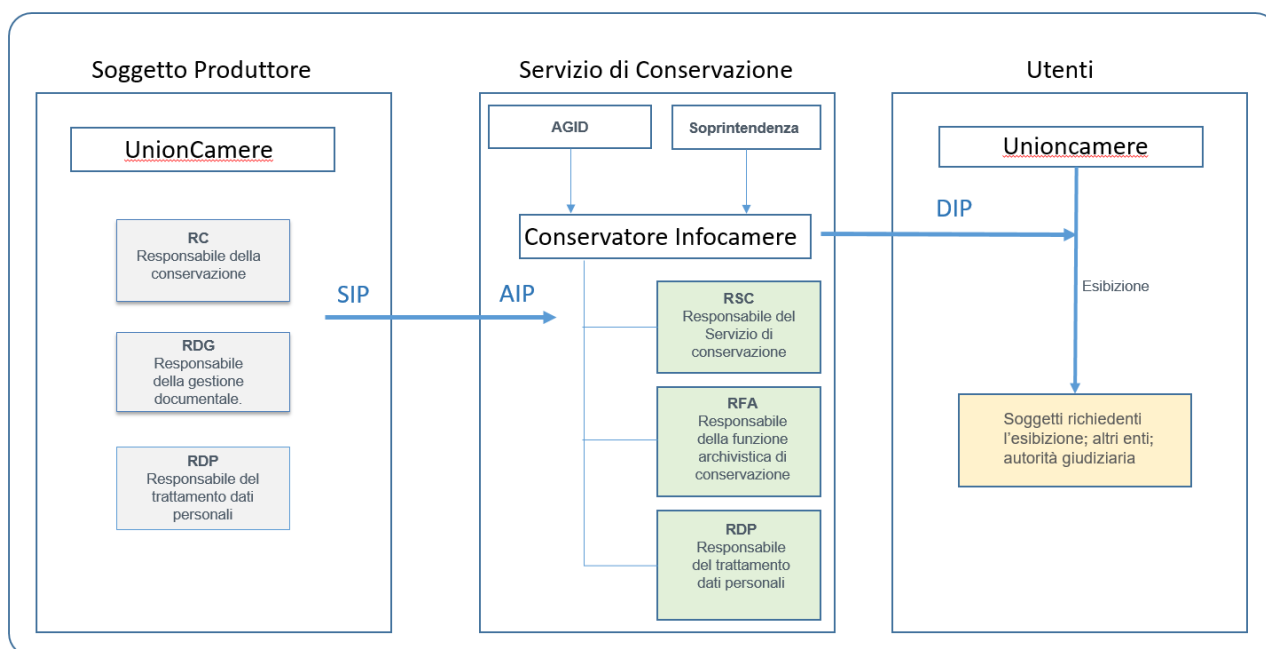 Soggetto Produttore
UnionCamere
RC
Responsabile della
conservazione
RDG
Responsabile
della gestione
documentale.
RDP
Responsabile del
trattamento dati
personali
SIP
Servizio di Conservazione
AGID
Soprintendenza
Conservatore Infocamere
AIP
RSC
Responsabile del
Servizio di
conservazione
RFA
Responsabile
della funzione
archivistica di
conservazione
RDP
Responsabile
del trattamento
dati personali
Utenti
Unioncamere
DIP
Esibizione
Soggetti richiedenti
l'esibizione; altri enti;
autorità giudiziaria